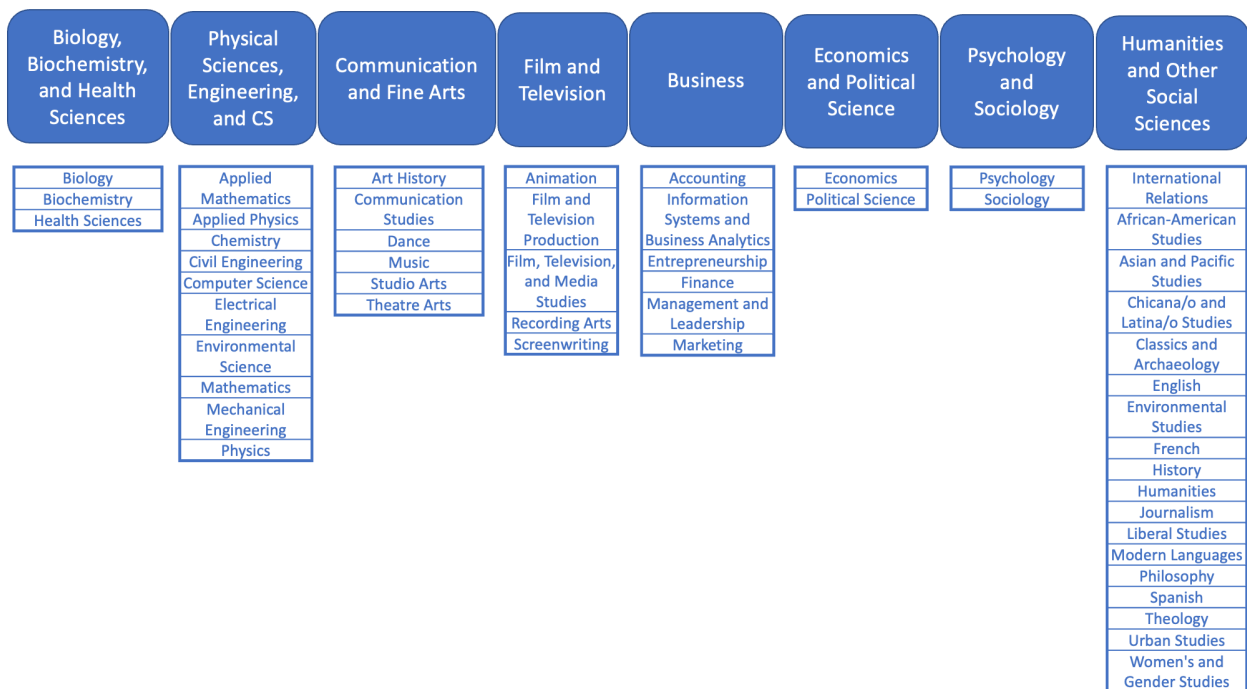 Biology,
Biochemistry,
and Health
Sciences
Physical
Sciences,
Engineering,
and CS
Communication
and Fine Arts
Film and
Television
Business
Economics
and Political
Science
Psychology
and
Sociology
Humanities
and Other
Social
Sciences
Biology
Biochemistry
Health Sciences
Applied
Mathematics
Applied Physics
Chemistry
Civil Engineering
Computer Science
Electrical
Engineering
Environmental
Science
Mathematics
Mechanical
Engineering
Physics
Art History
Communication
Studies
Dance
Music
Studio Arts
Theatre Arts
Animation
Film and
Television
Production
Film, Television,
and Media
Studies
Recording Arts
Screenwriting
Accounting
Information
Systems and
Business Analytics
Entrepreneurship
Finance
Management and
Leadership
Marketing
Economics
Political Science
Psychology
Sociology
International
Relations
African-American
Studies
Asian and Pacific
Studies
Chicana/o and
Latina/o Studies
Classics and
Archaeology
English
Environmental
Studies
French
History
Humanities
Journalism
Liberal Studies
Modern Languages
Philosophy
Spanish
Theology
Urban Studies
Women's and
Gender Studies